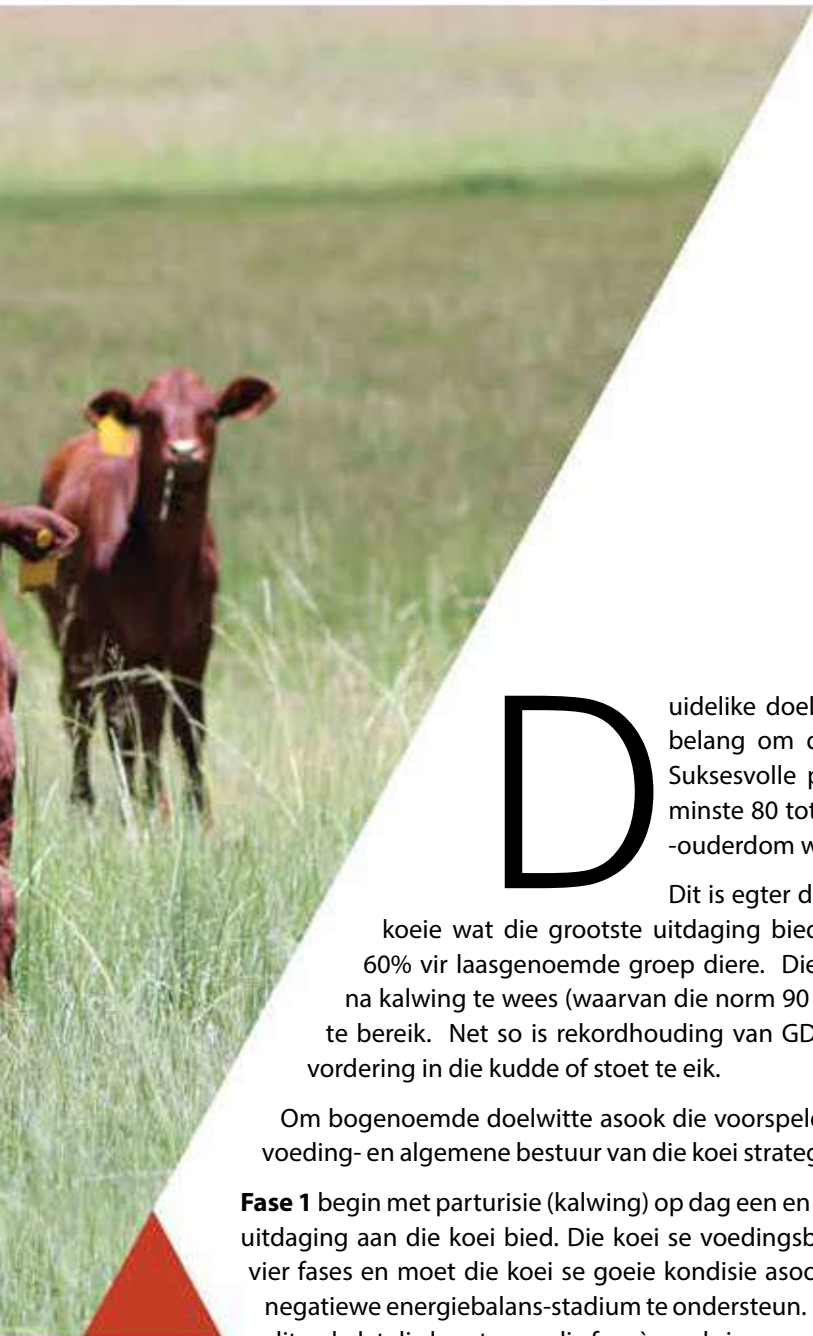 Duidelike doel
belang om
Suksesvolle
minste 80 tot
-ouderdom
Dit is egter
koeie wat die grootste uitdaging bied
60% vir laasgenoemde groep diere. Die
na kalwing te wees (waarvan die norm 90
te bereik. Net so is rekordhouding van GD
vordering in die kudde of stoet te eik.
Om bogenoemde doelwitte asook die voorspel
voeding- en algemene bestuur van die koei strateg
Fase 1 begin met parturisie (kalwing) op dag een en
uitdaging aan die koei bied. Die koei se voedingsb
vier fases en moet die koei se goeie kondisie asoo
negatiewe energiebalans-stadium te ondersteun.